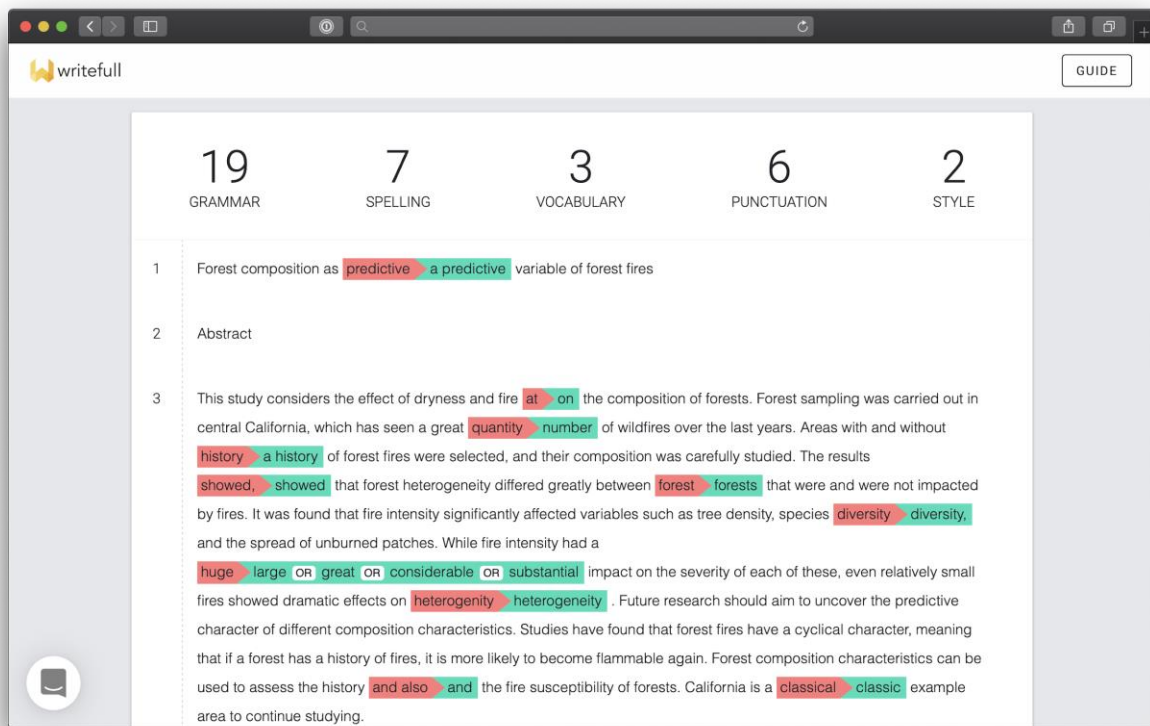 writefull
GUIDE
19 7 3 6 2
GRAMMAR SPELLING VOCABULARY PUNCTUATION STYLE
1 Forest composition as predictive a predictive variable of forest fires
2 Abstract
3 This study considers the effect of dryness and fire at on the composition of forests. Forest sampling was carried out in
central California, which has seen a great quantity number of wildfires over the last years. Areas with and without
history a history of forest fires were selected, and their composition was carefully studied. The results
showed, showed that forest heterogeneity differed greatly between forest forests that were and were not impacted
by fires. It was found that fire intensity significantly affected variables such as tree density, species diversity diversity,
and the spread of unburned patches. While fire intensity had a
huge large OR great OR considerable OR substantial impact on the severity of each of these, even relatively small
fires showed dramatic effects on heterogenity heterogeneity . Future research should aim to uncover the predictive
character of different composition characteristics. Studies have found that forest fires have a cyclical character, meaning
that if a forest has a history of fires, it is more likely to become flammable again. Forest composition characteristics can be
used to assess the history and also and the fire susceptibility of forests. California is a classical classic example
area to continue studying.